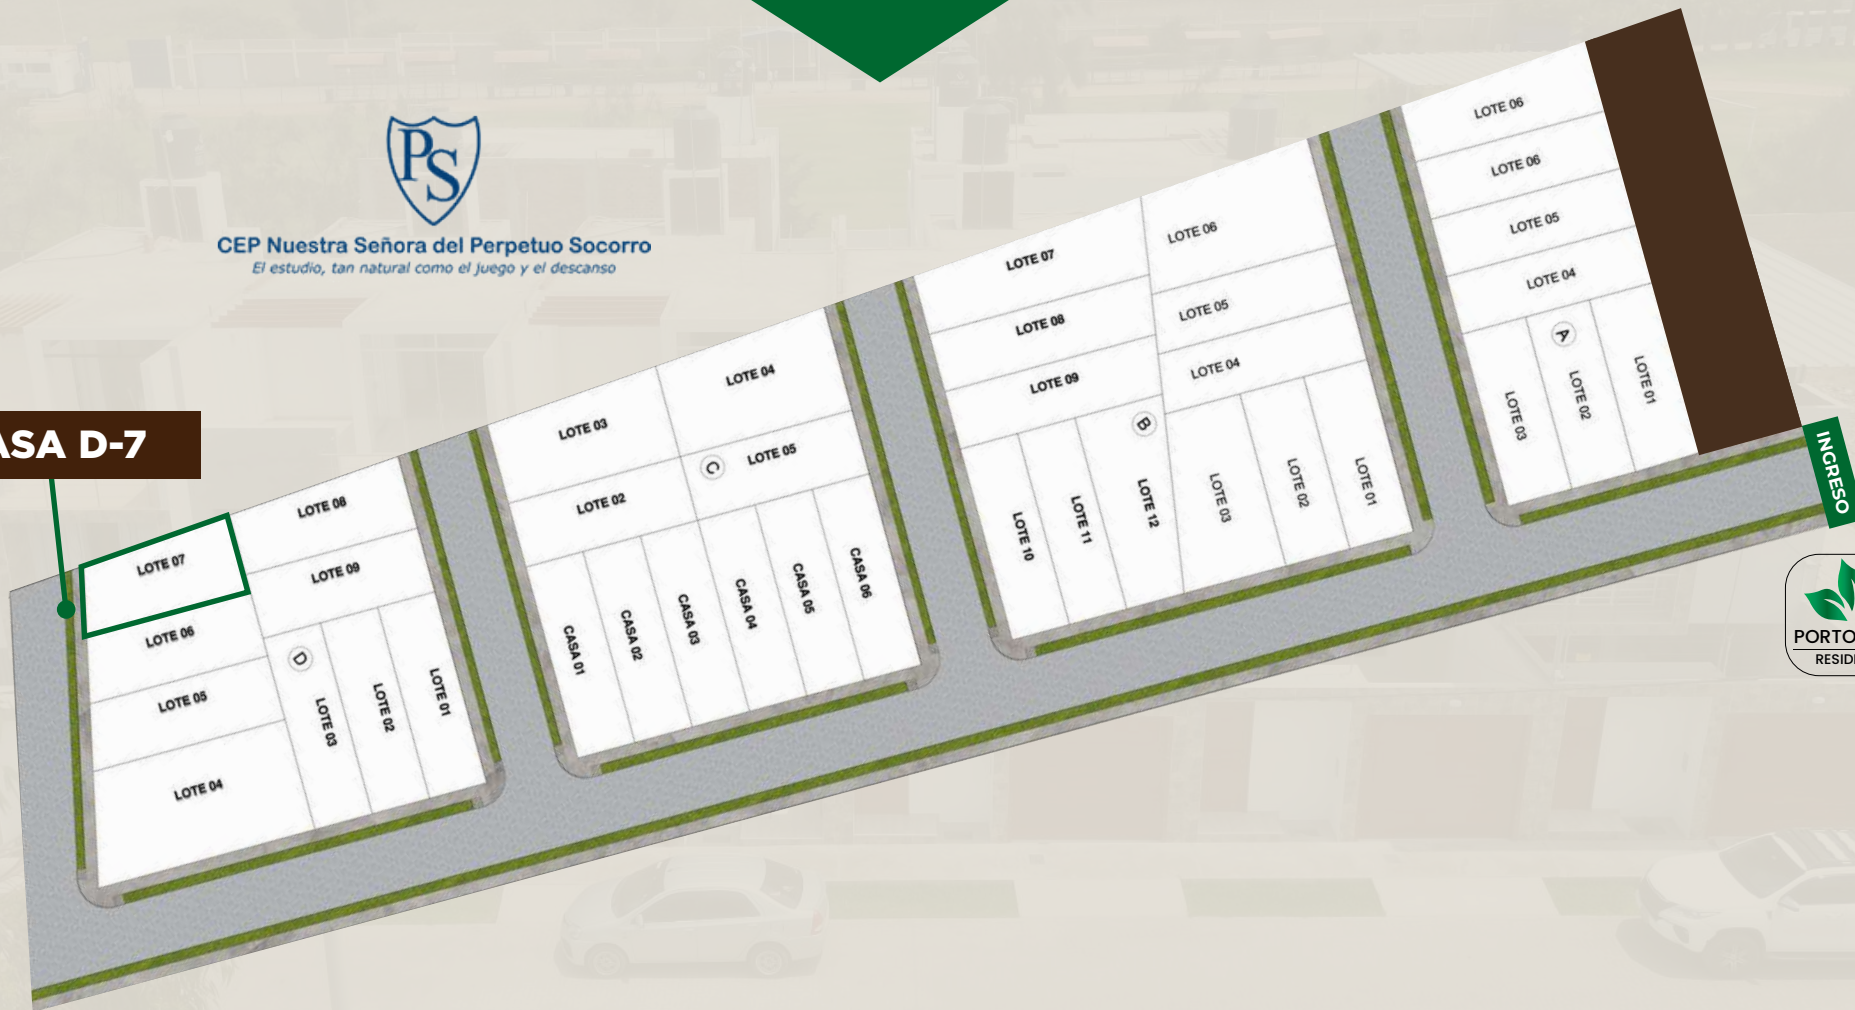 PS
CEP Nuestra Señora del Perpetuo Socorro
El estudio, tan natural como el juego y el descanso
ASA D-7
LOTE 07
LOTE 08
LOTE 06
LOTE 09
LOTE 05
LOTE 04
D
LOTE 03
LOTE 02
LOTE 01
LOTE 03
LOTE 04
LOTE 02
C
LOTE 05
CASA 01
CASA 02
CASA 03
CASA 04
CASA 05
CASA 06
LOTE 07
LOTE 06
LOTE 08
LOTE 05
LOTE 09
LOTE 04
B
LOTE 10
LOTE 11
LOTE 12
LOTE 03
LOTE 02
LOTE 01
LOTE 06
LOTE 06
LOTE 05
LOTE 04
A
LOTE 03
LOTE 02
LOTE 01
INGRESO
PORTO
RESID